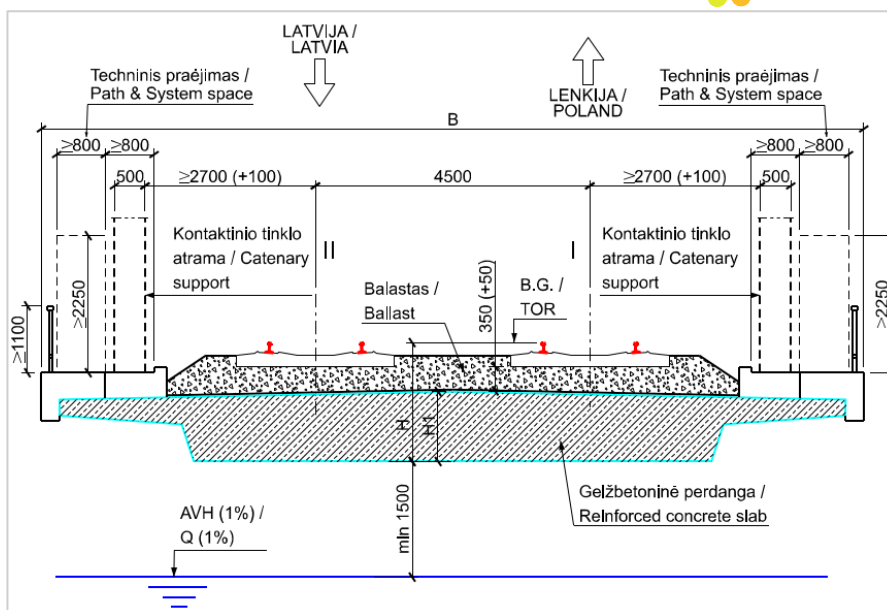 LATVIJA /
LATVIA
LENKIJA /
POLAND
Techninis praėjimas /
Path & System space
Techninis praėjimas /
Path & System space
B
≥800
≥800
≥800
≥800
500
≥2700 (+100)
4500
≥2700 (+100)
500
Kontaktinio tinklo
atrama / Catenary
support
II
I
Kontaktinio tinklo
atrama / Catenary
support
Balastas /
Ballast
350 (+50)
B.G. /
TOR
≥2250
≥1100
≥2250
H
H1
Gelžbetoninė perdanga /
Reinforced concrete slab
min 1500
AVH (1%) /
Q (1%)